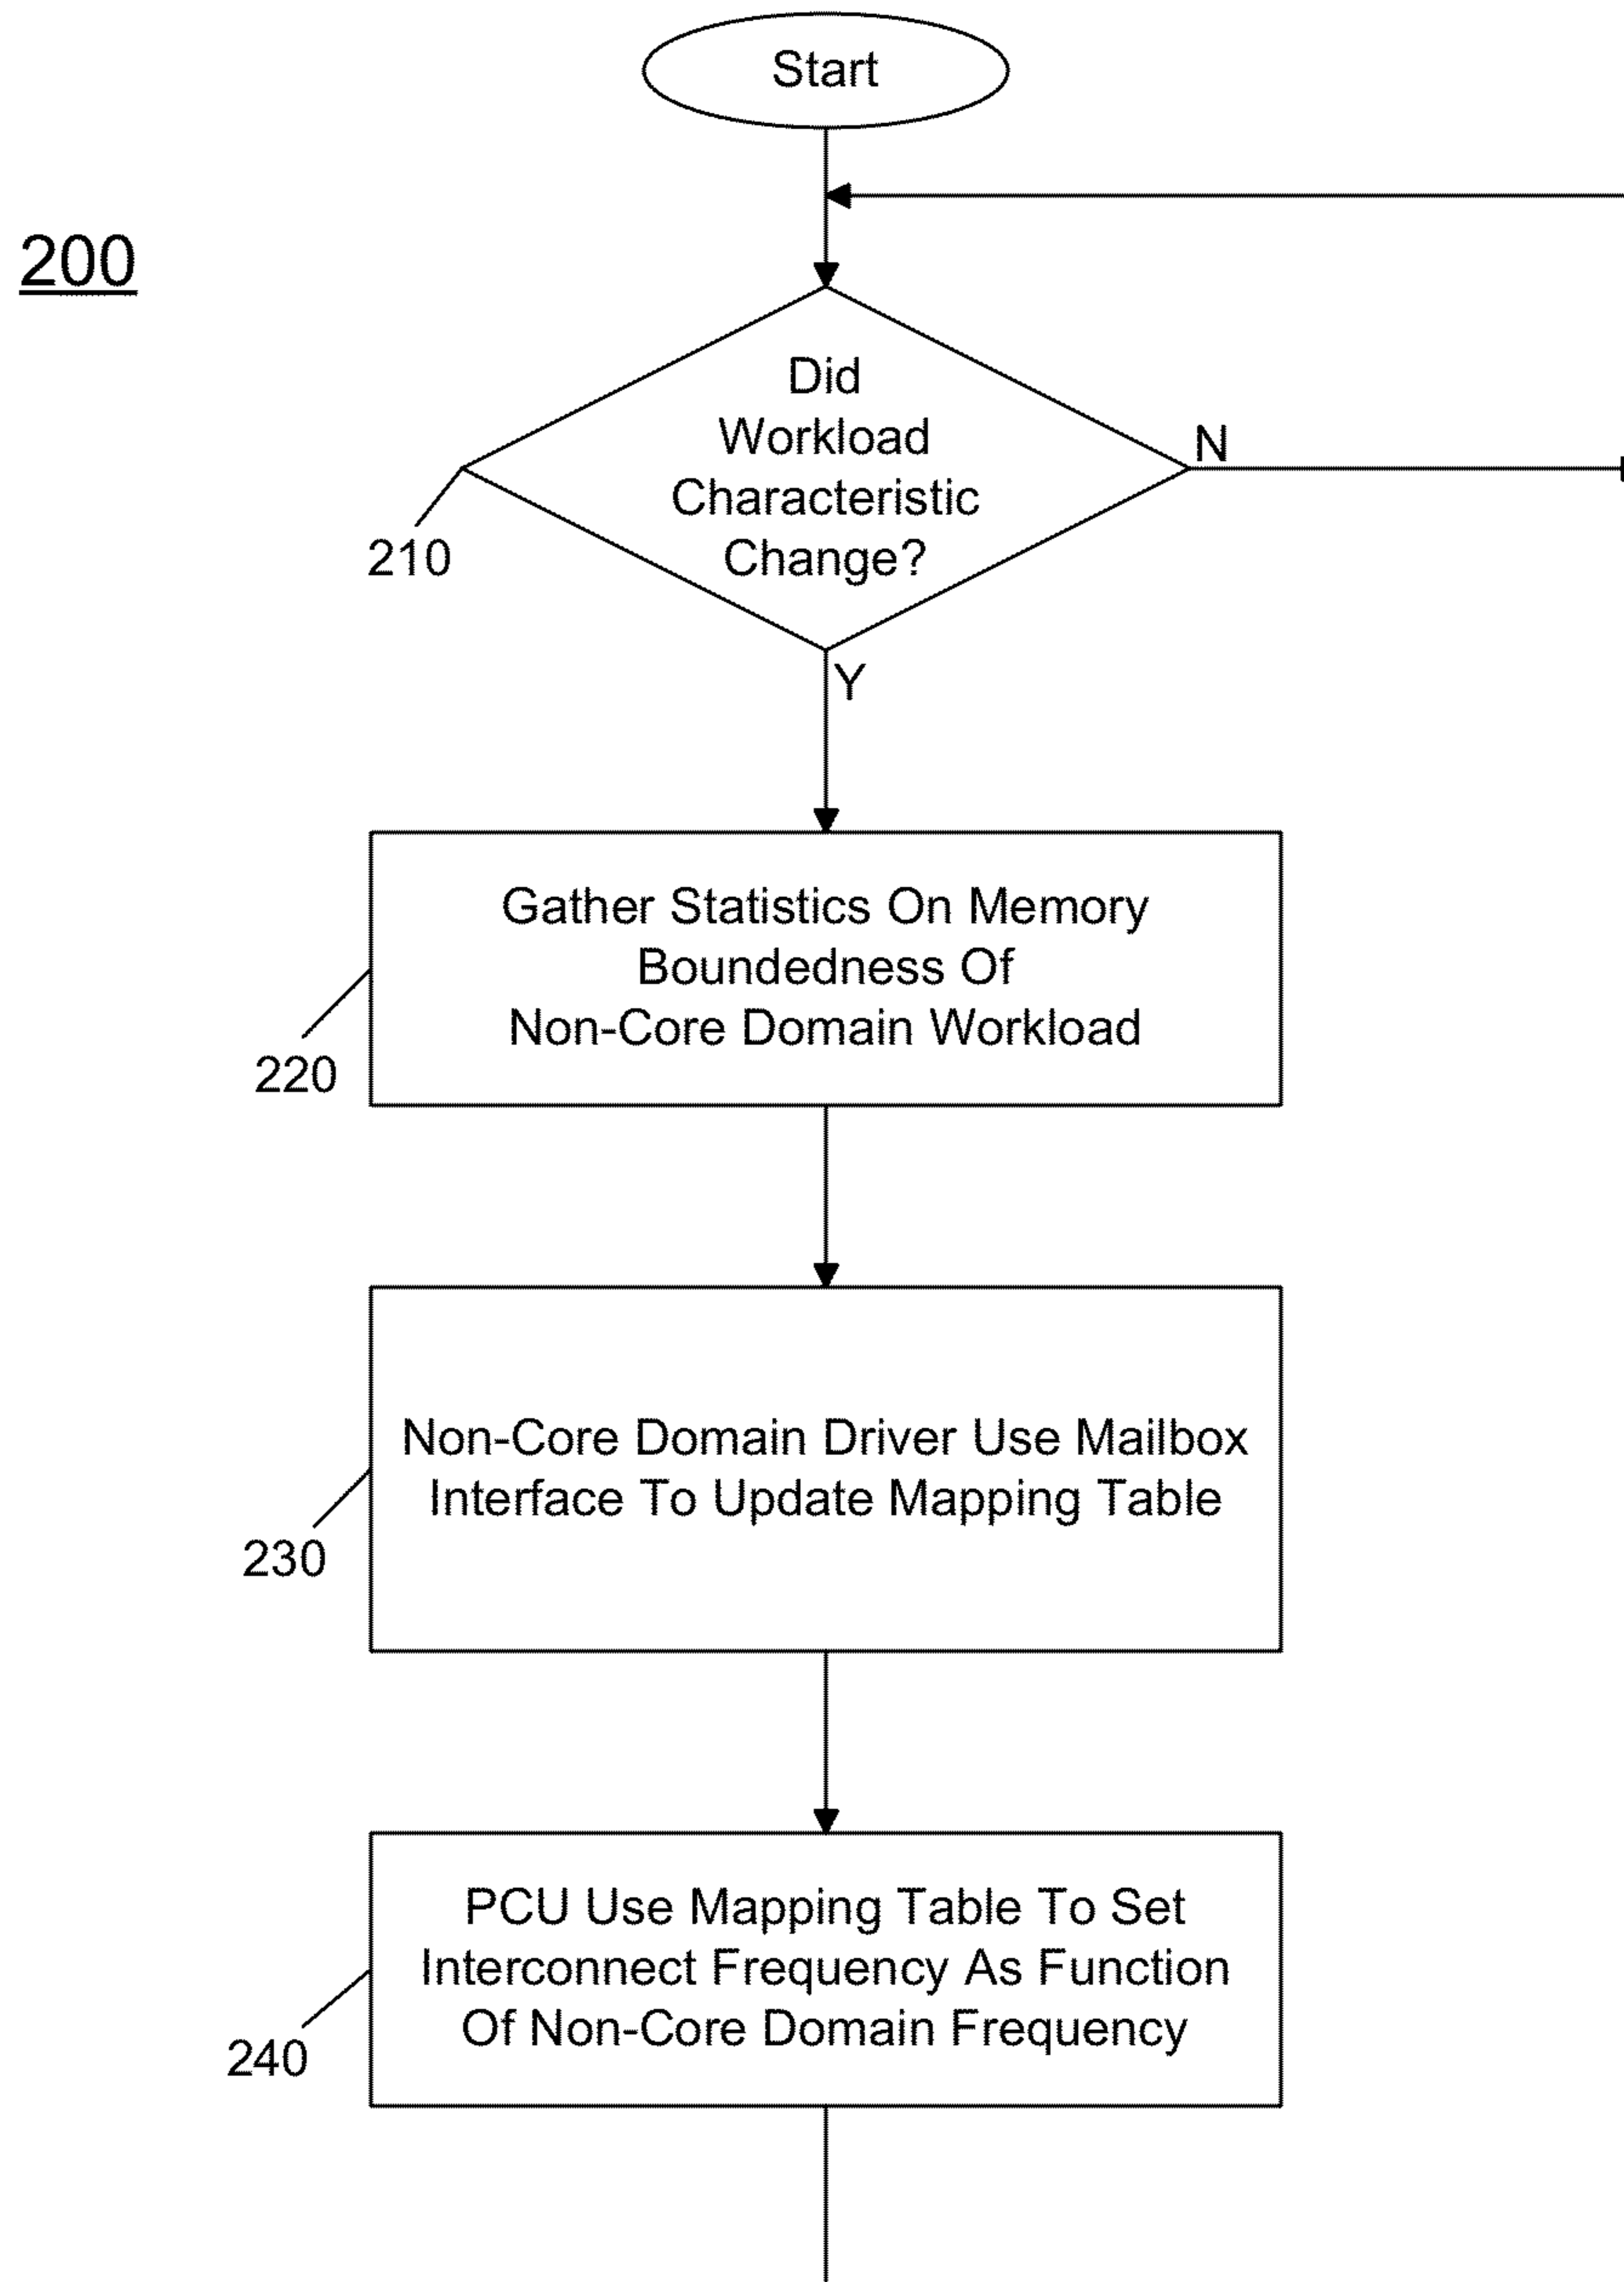 Start
200
Did
Workload
Characteristic
Change?
N
210
Y
Gather Statistics On Memory
Boundedness Of
Non-Core Domain Workload
220
Non-Core Domain Driver Use Mailbox
Interface To Update Mapping Table
230
PCU Use Mapping Table To Set
Interconnect Frequency As Function
Of Non-Core Domain Frequency
240